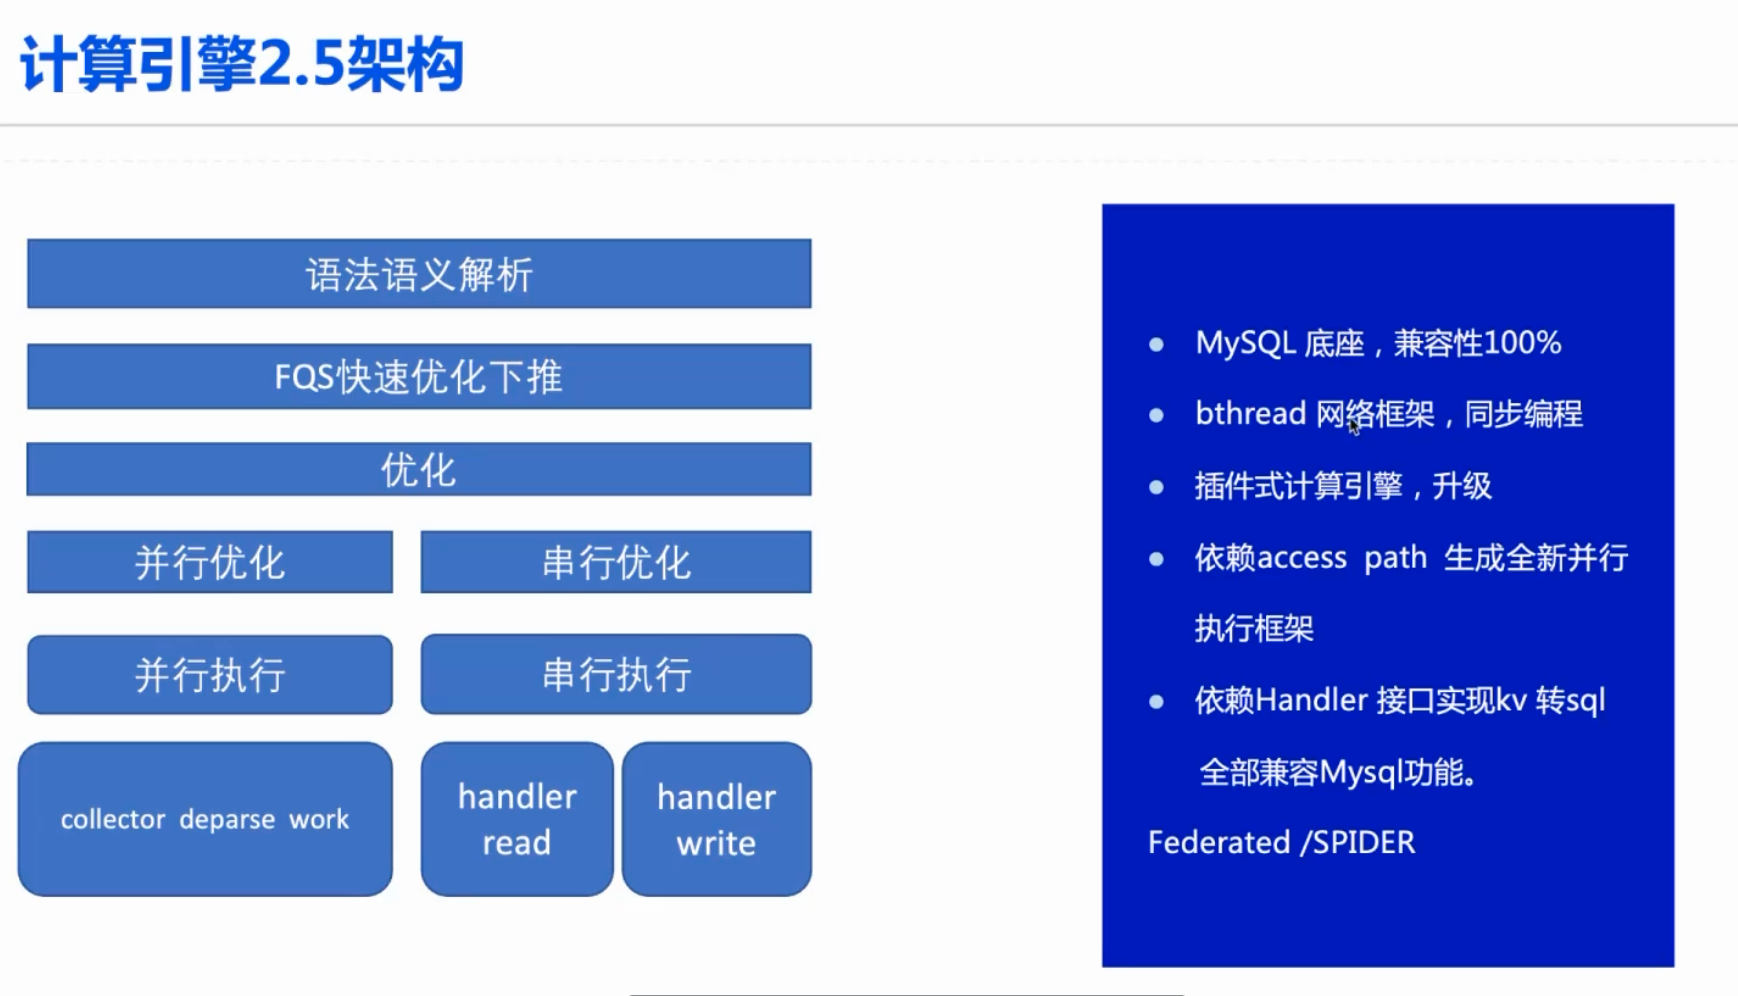 计算引擎2.5架构
语法语义解析
FQS快速优化下推
优化
并行优化
串行优化
并行执行
串行执行
collector deparse work
handler
read
handler
write
MySQL 底座，兼容性100%
bthread 网络框架，同步编程
插件式计算引擎，升级
依赖access path 生成全新并行
执行框架
依赖Handler 接口实现kv 转sql
全部兼容Mysql功能。
Federated /SPIDER